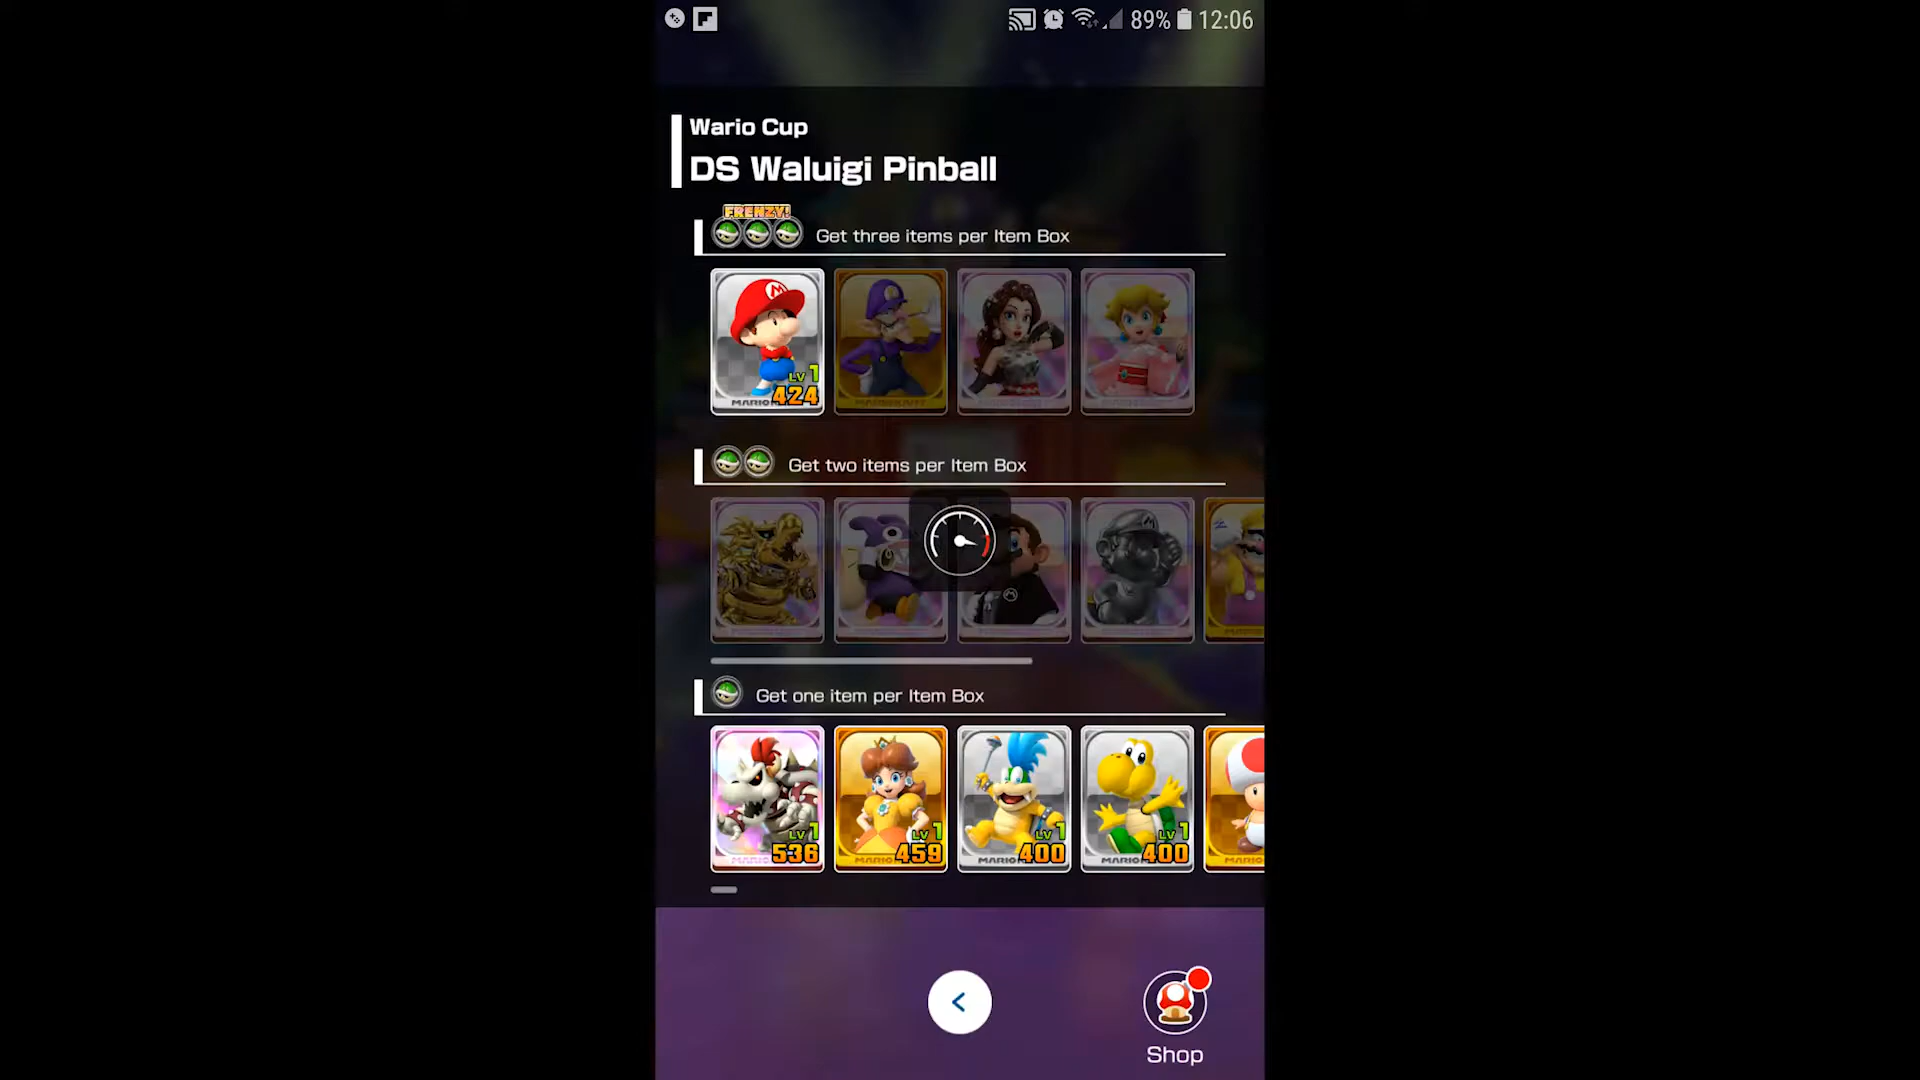 89% 12:06
Wario Cup
DS Waluigi Pinball
FRENZY!
Get three items per Item Box
LV 1
424
Get two items per Item Box
Get one item per Item Box
LV 1 LV 1 LV 1 LV 1
536 459 400 400
Shop